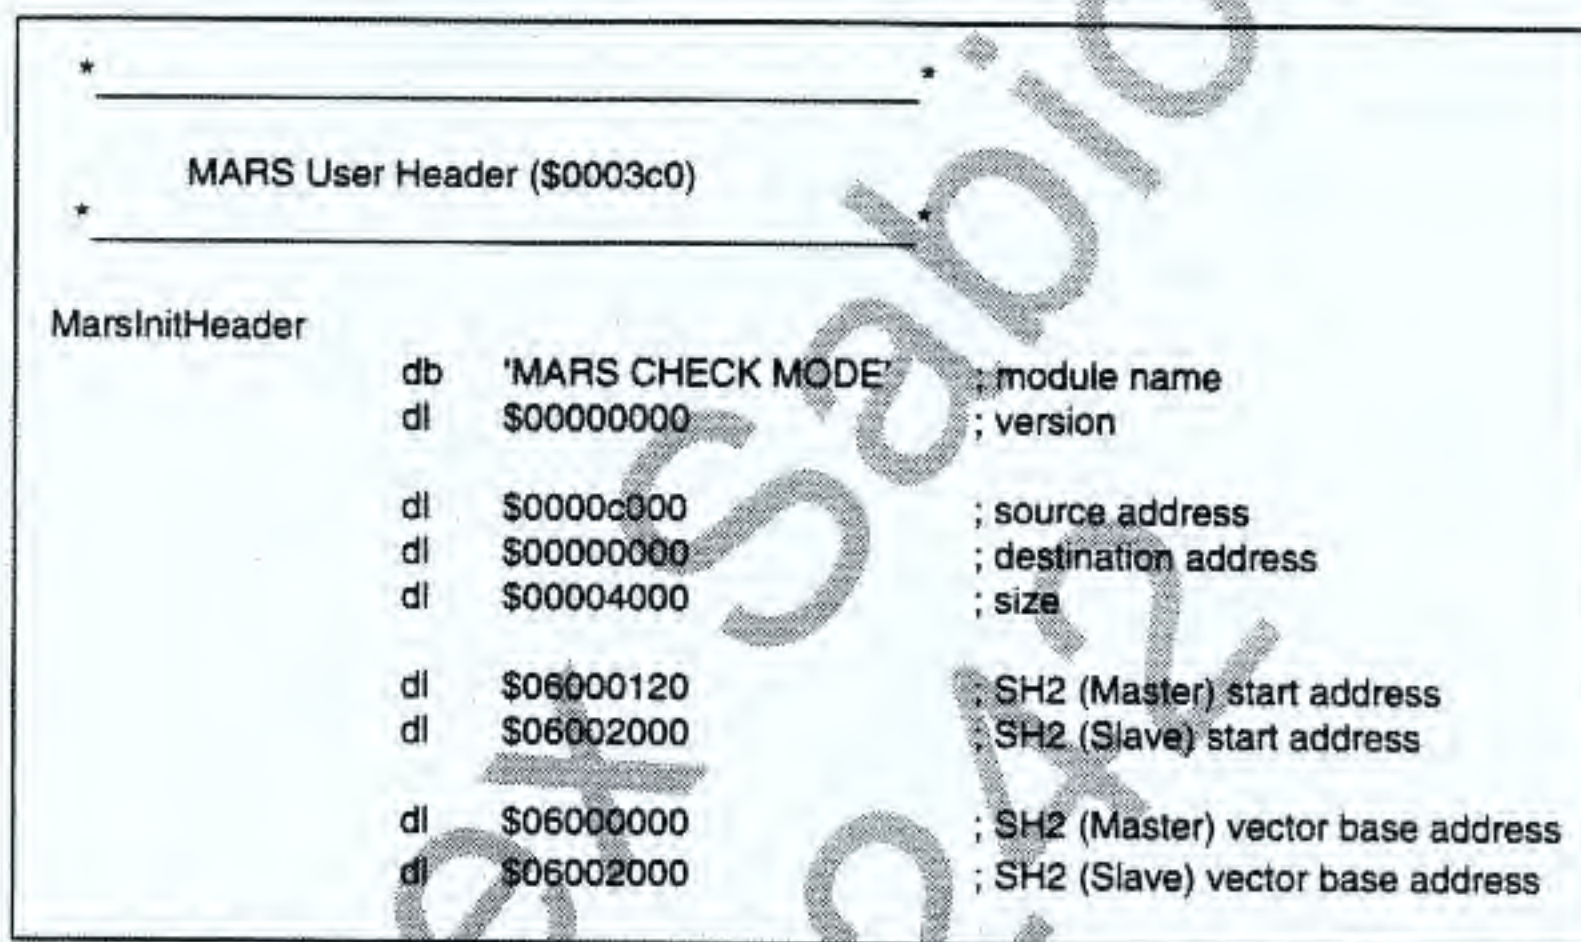 * *
MARS User Header ($0003c0)
* *
MarsInitHeader
db 'MARS CHECK MODE' ; module name
dl $00000000 ; version
dl $0000c000 ; source address
dl $00000000 ; destination address
dl $00004000 ; size
dl $06000120 ; SH2 (Master) start address
dl $06002000 ; SH2 (Slave) start address
dl $06000000 ; SH2 (Master) vector base address
dl $06002000 ; SH2 (Slave) vector base address
Sabio